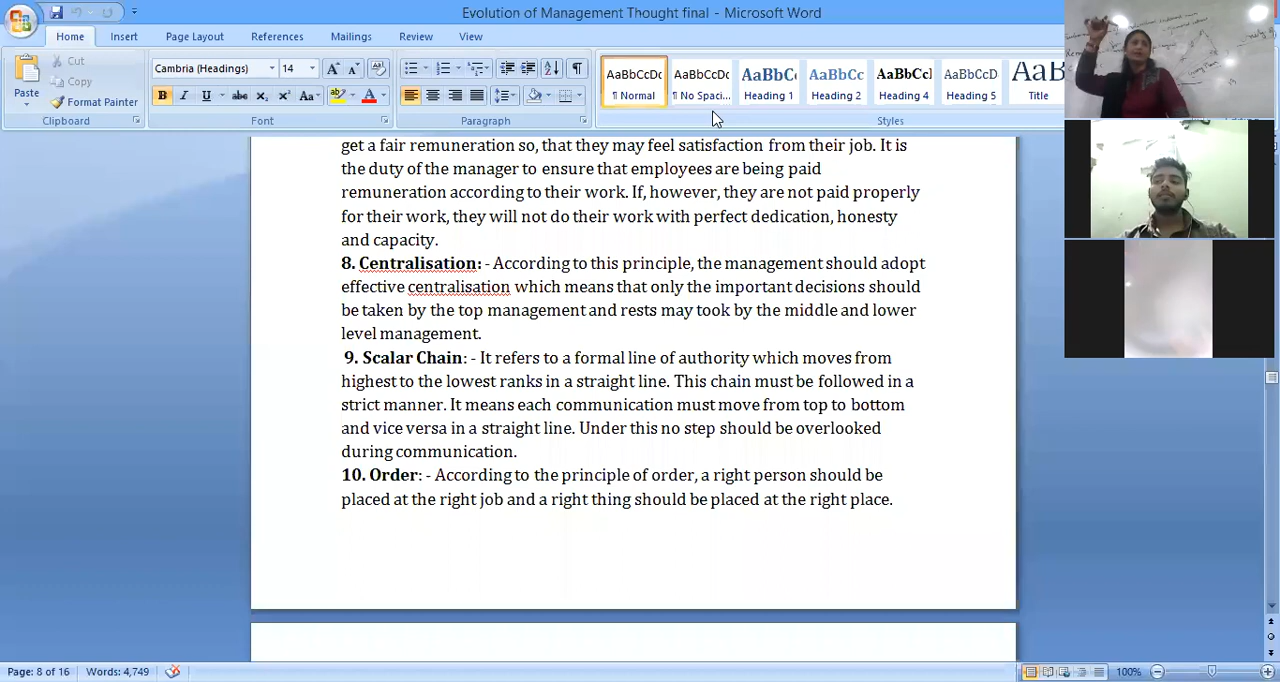 Evolution of Management Thought final - Microsoft Word
Home Insert Page Layout References Mailings Review View
Paste
Cut
Copy
Format Painter
Clipboard
Cambria (Headings) 14
Font
Paragraph
AaBbCcDc AaBbCcDc AaBbC AaBbCc AaBbCcI AaBbCcD AaB
¶ Normal ¶ No Spaci... Heading 1 Heading 2 Heading 4 Heading 5 Title
Styles
get a fair remuneration so, that they may feel satisfaction from their job. It is
the duty of the manager to ensure that employees are being paid
remuneration according to their work. If, however, they are not paid properly
for their work, they will not do their work with perfect dedication, honesty
and capacity.
8. Centralisation: - According to this principle, the management should adopt
effective centralisation which means that only the important decisions should
be taken by the top management and rests may took by the middle and lower
level management.
9. Scalar Chain: - It refers to a formal line of authority which moves from
highest to the lowest ranks in a straight line. This chain must be followed in a
strict manner. It means each communication must move from top to bottom
and vice versa in a straight line. Under this no step should be overlooked
during communication.
10. Order: - According to the principle of order, a right person should be
placed at the right job and a right thing should be placed at the right place.
Page: 8 of 16 Words: 4,749 100%